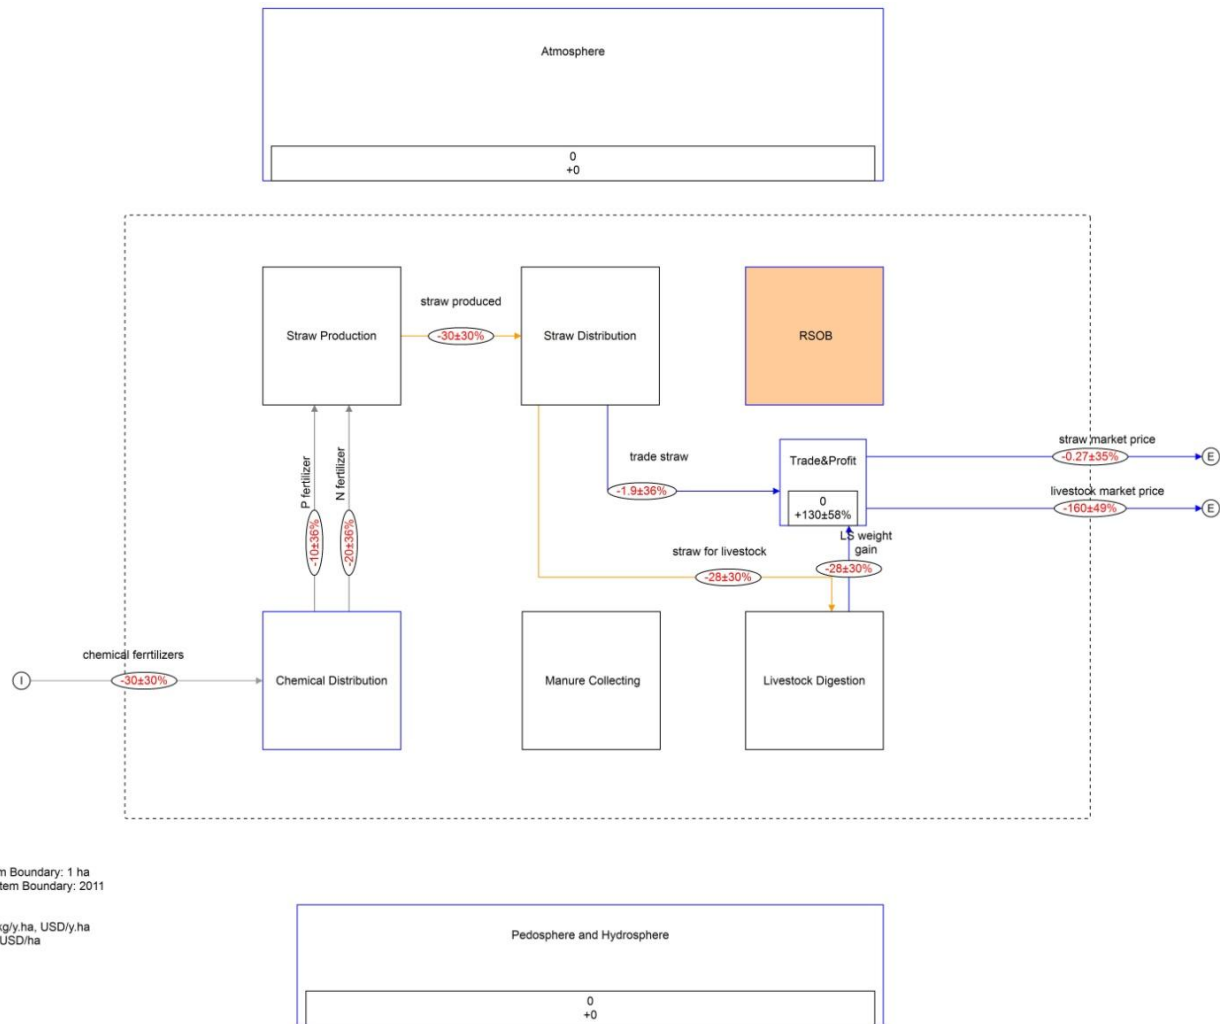 Atmosphere
0
+0
Straw Production
straw produced
-30±30%
Straw Distribution
RSOB
P fertilizer
N fertilizer
-10±36%
-20±36%
trade straw
-1.9±36%
Trade&Profit
0
+130±58%
straw market price
-0.27±35%
E
livestock market price
-160±49%
E
LS weight
gain
-28±30%
straw for livestock
-28±30%
chemical ferrtilizers
I
-30±30%
Chemical Distribution
Manure Collecting
Livestock Digestion
Boundary: 1 ha
Boundary: 2011
kg/y.ha, USD/y.ha
USD/ha
Pedosphere and Hydrosphere
0
+0